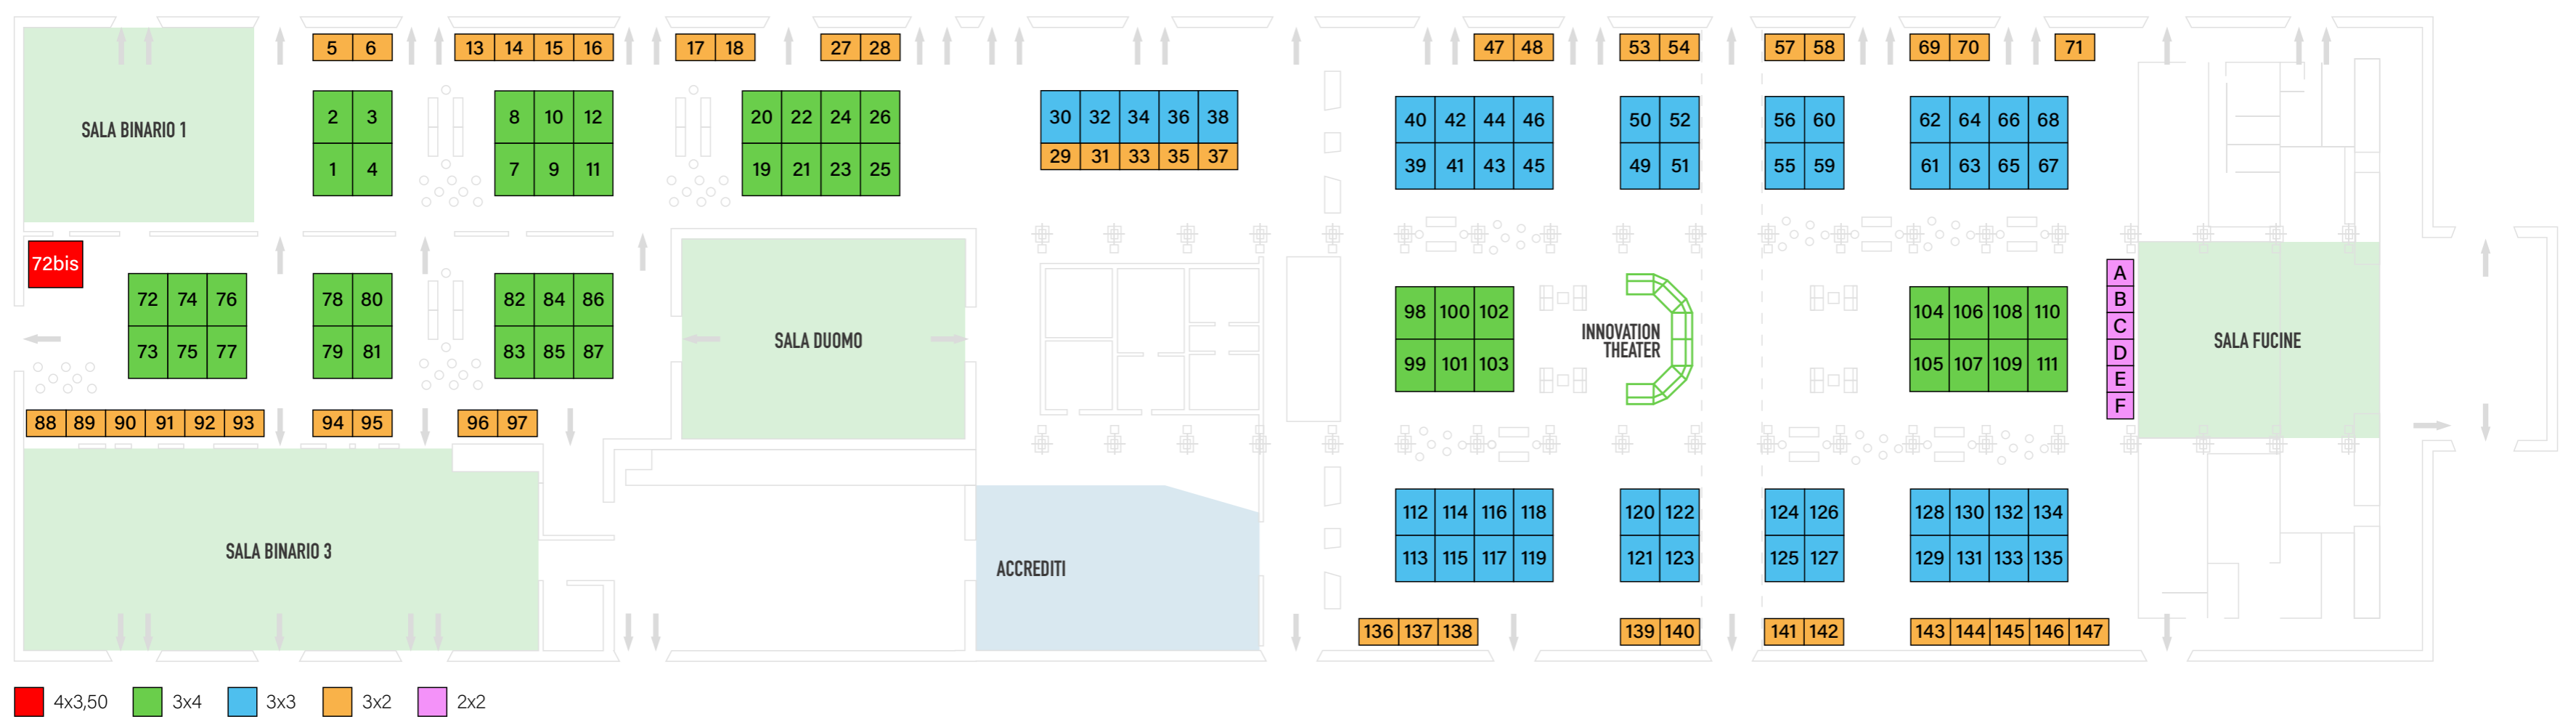 5 6 13 14 15 16 17 18 27 28 47 48 53 54 57 58 69 70 71
2 3 8 10 12 20 22 24 26 30 32 34 36 38 40 42 44 46 50 52 56 60 62 64 66 68
SALA BINARIO 1
29 31 33 35 37
1 4 7 9 11 19 21 23 25 39 41 43 45 49 51 55 59 61 63 65 67
72bis
A
B
C
D
E
F
72 74 76 78 80 82 84 86 98 100 102 104 106 108 110
SALA DUOMO
INNOVATION
THEATER
SALA FUCINE
73 75 77 79 81 83 85 87 99 101 103 105 107 109 111
88 89 90 91 92 93 94 95 96 97
112 114 116 118 120 122 124 126 128 130 132 134
SALA BINARIO 3
113 115 117 119 121 123 125 127 129 131 133 135
ACCREDITI
136 137 138 139 140 141 142 143 144 145 146 147
4x3,50 3x4 3x3 3x2 2x2